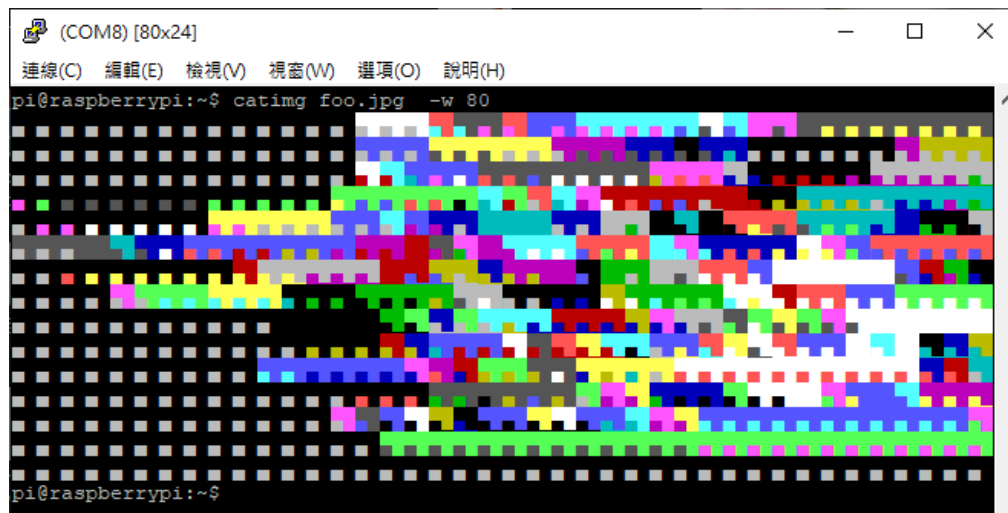 (COM8) [80x24]
連線(C) 編輯(E) 檢視(V) 視窗(W) 選項(O) 說明(H)
pi@raspberrypi:~$ catimg foo.jpg  -w 80
pi@raspberrypi:~$